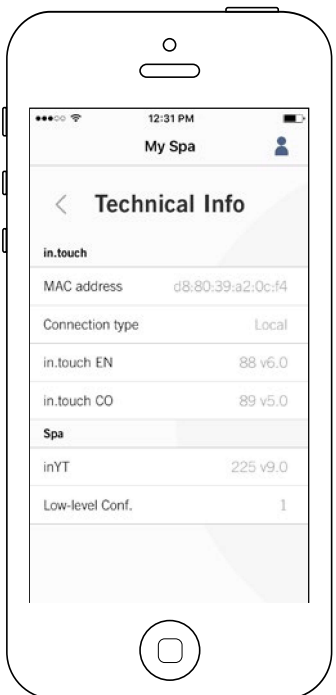 12:31 PM
My Spa
Technical Info
in.touch
MAC address d8:80:39:a2:0c:f4
Connection type Local
in.touch EN 88 v6.0
in.touch CO 89 v5.0
Spa
inYT 225 v9.0
Low-level Conf. 1